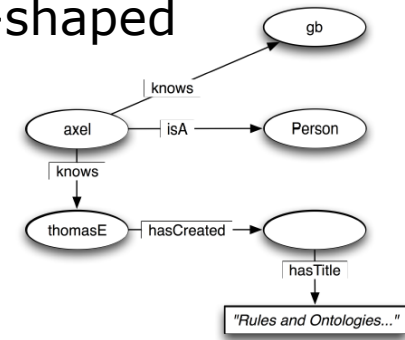 -shaped
gb
knows
axel
isA
Person
knows
thomasE
hasCreated
hasTitle
"Rules and Ontologies..."